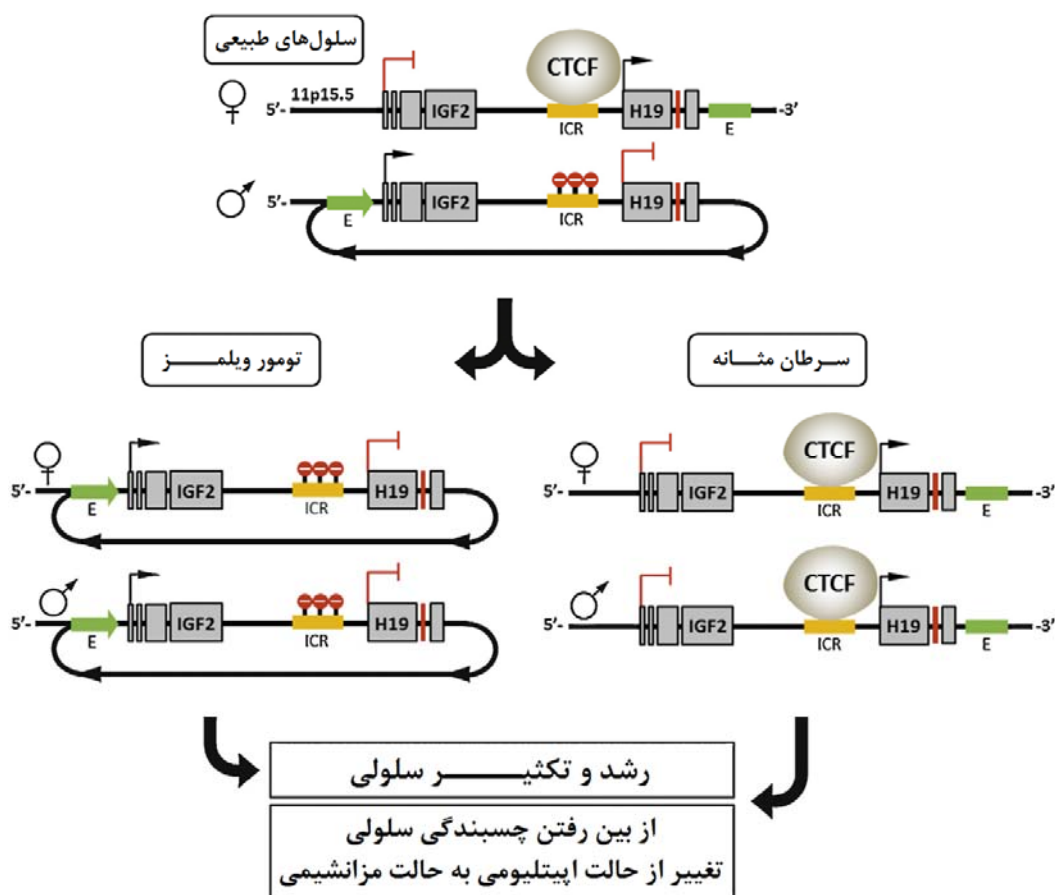 سلول‌های طبیعی
CTCF
11p15.5
5’- IGF2 ICR H19 E -3’
5’- E IGF2 ICR H19
تومور ویلمـــز
سـرطان مثـــانه
5’- E IGF2 ICR H19
CTCF
5’- IGF2 ICR H19 E -3’
5’- E IGF2 ICR H19
CTCF
5’- IGF2 ICR H19 E -3’
رشد و تکثیـــــــر سلولی
از بین رفتن چسبندگی سلولی
تغییر از حالت اپیتلیومی به حالت مزانشیمی